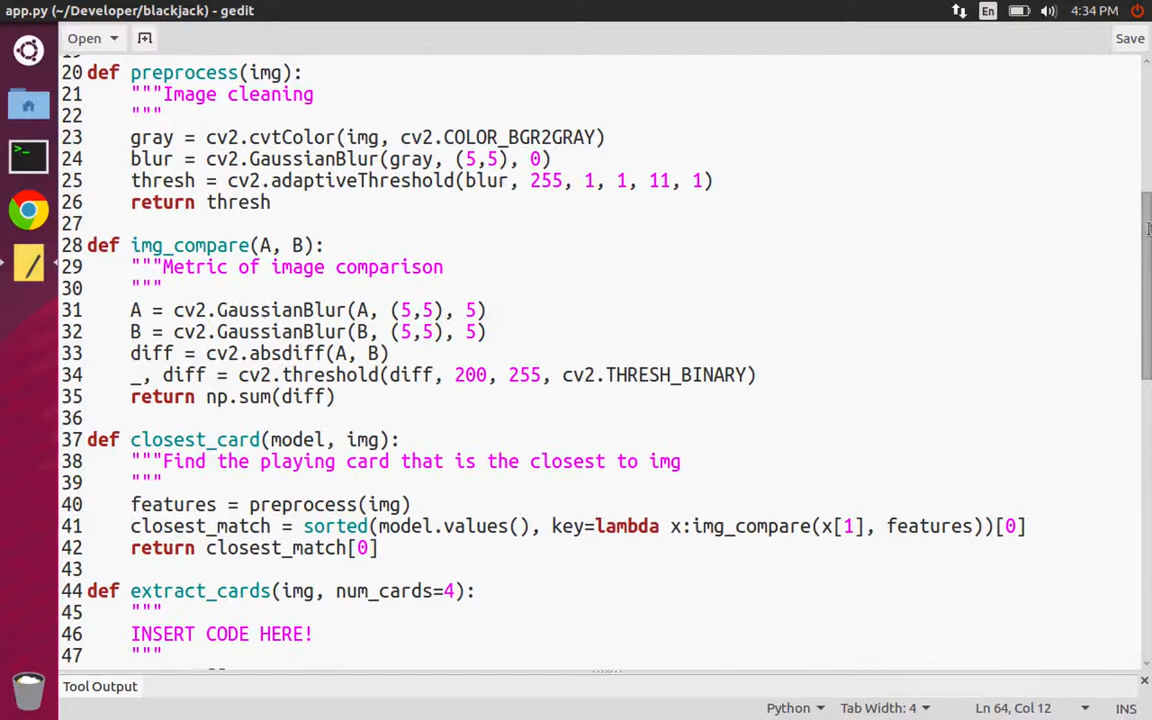 app.py (~/Developer/blackjack) - gedit
En
4:34 PM
Open
Save
20 def preprocess(img):
21 """Image cleaning
22 """
23 gray = cv2.cvtColor(img, cv2.COLOR_BGR2GRAY)
24 blur = cv2.GaussianBlur(gray, (5,5), 0)
25 thresh = cv2.adaptiveThreshold(blur, 255, 1, 1, 11, 1)
26 return thresh
27
28 def img_compare(A, B):
29 """Metric of image comparison
30 """
31 A = cv2.GaussianBlur(A, (5,5), 5)
32 B = cv2.GaussianBlur(B, (5,5), 5)
33 diff = cv2.absdiff(A, B)
34 _, diff = cv2.threshold(diff, 200, 255, cv2.THRESH_BINARY)
35 return np.sum(diff)
36
37 def closest_card(model, img):
38 """Find the playing card that is the closest to img
39 """
40 features = preprocess(img)
41 closest_match = sorted(model.values(), key=lambda x:img_compare(x[1], features))[0]
42 return closest_match[0]
43
44 def extract_cards(img, num_cards=4):
45 """
46 INSERT CODE HERE!
47 """
Tool Output
Python
Tab Width: 4
Ln 64, Col 12
INS